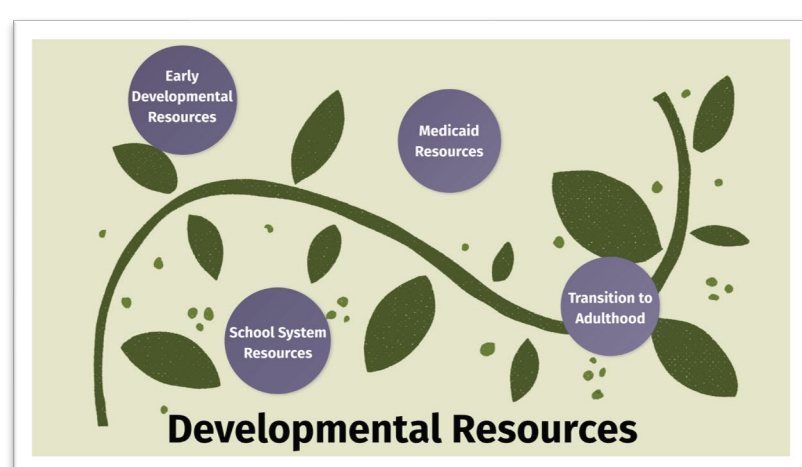 Early
Developmental
Resources
Medicaid
Resources
School System
Resources
Transition to
Adulthood
Developmental Resources